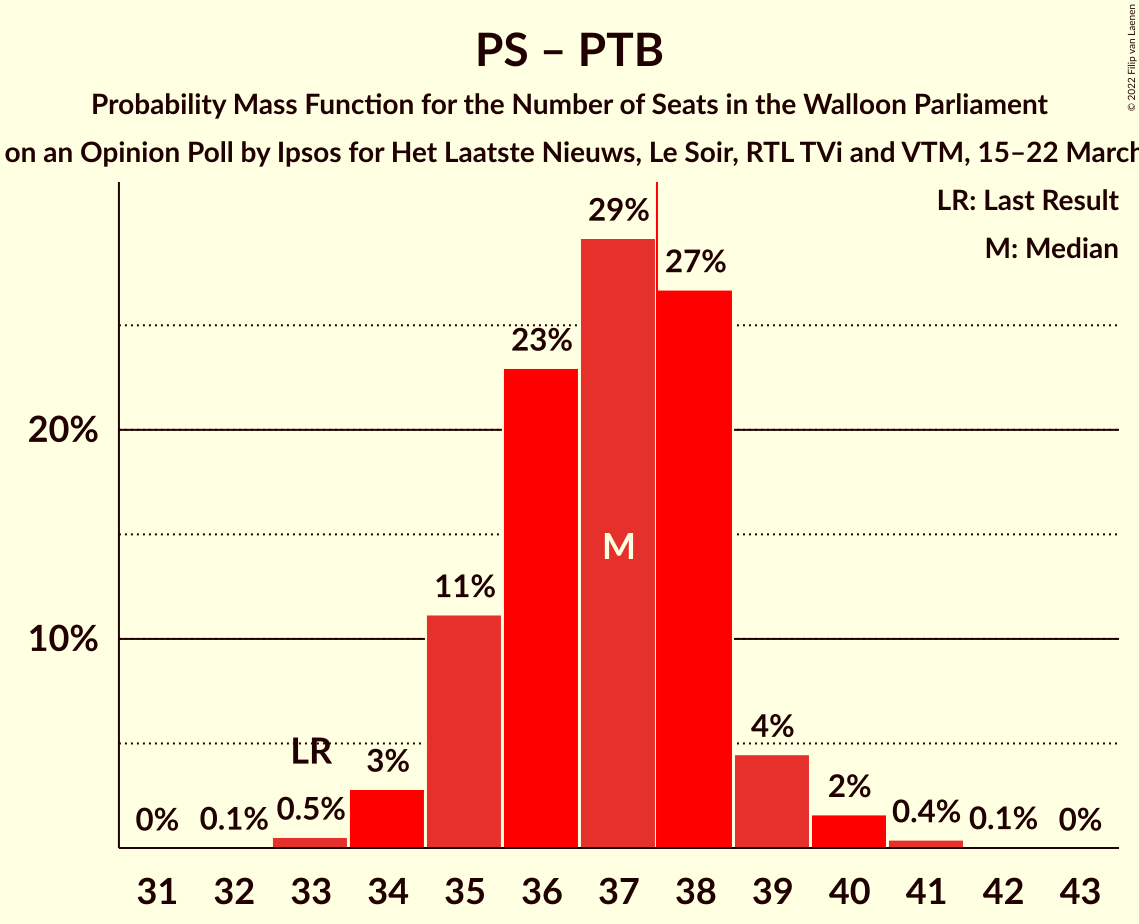 PS – PTB
Probability Mass Function for the Number of Seats in the Walloon Parliament
on an Opinion Poll by Ipsos for Het Laatste Nieuws, Le Soir, RTL TVi and VTM, 15–22 March
© 2022 Filip van Laenen
LR: Last Result
M: Median
20%
10%
0%
0.1%
LR
0.5%
3%
11%
23%
29%
M
27%
4%
2%
0.4%
0.1%
0%
31 32 33 34 35 36 37 38 39 40 41 42 43